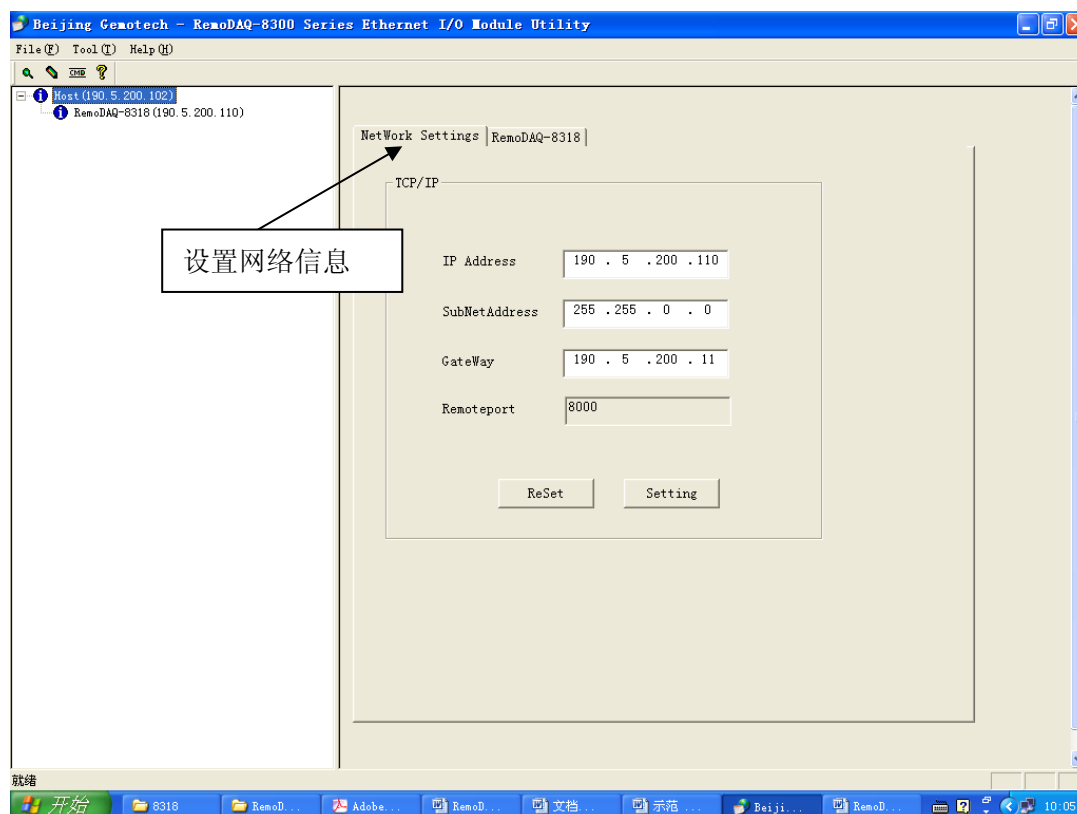 Beijing Gemotech - RemoDAQ-8300 Series Ethernet I/O Module Utility
File(F) Tool(T) Help(H)
CMD
Host(190.5.200.102)
RemoDAQ-8318(190.5.200.110)
NetWork Settings RemoDAQ-8318
TCP/IP
设置网络信息
IP Address 190 . 5 .200 .110
SubNetAddress 255 .255 . 0 . 0
GateWay 190 . 5 .200 . 11
Remoteport 8000
ReSet Setting
就绪
开始 8318 RemoD... Adobe... RemoD... 文档... 示范 ... Beiji... RemoD... 10:05